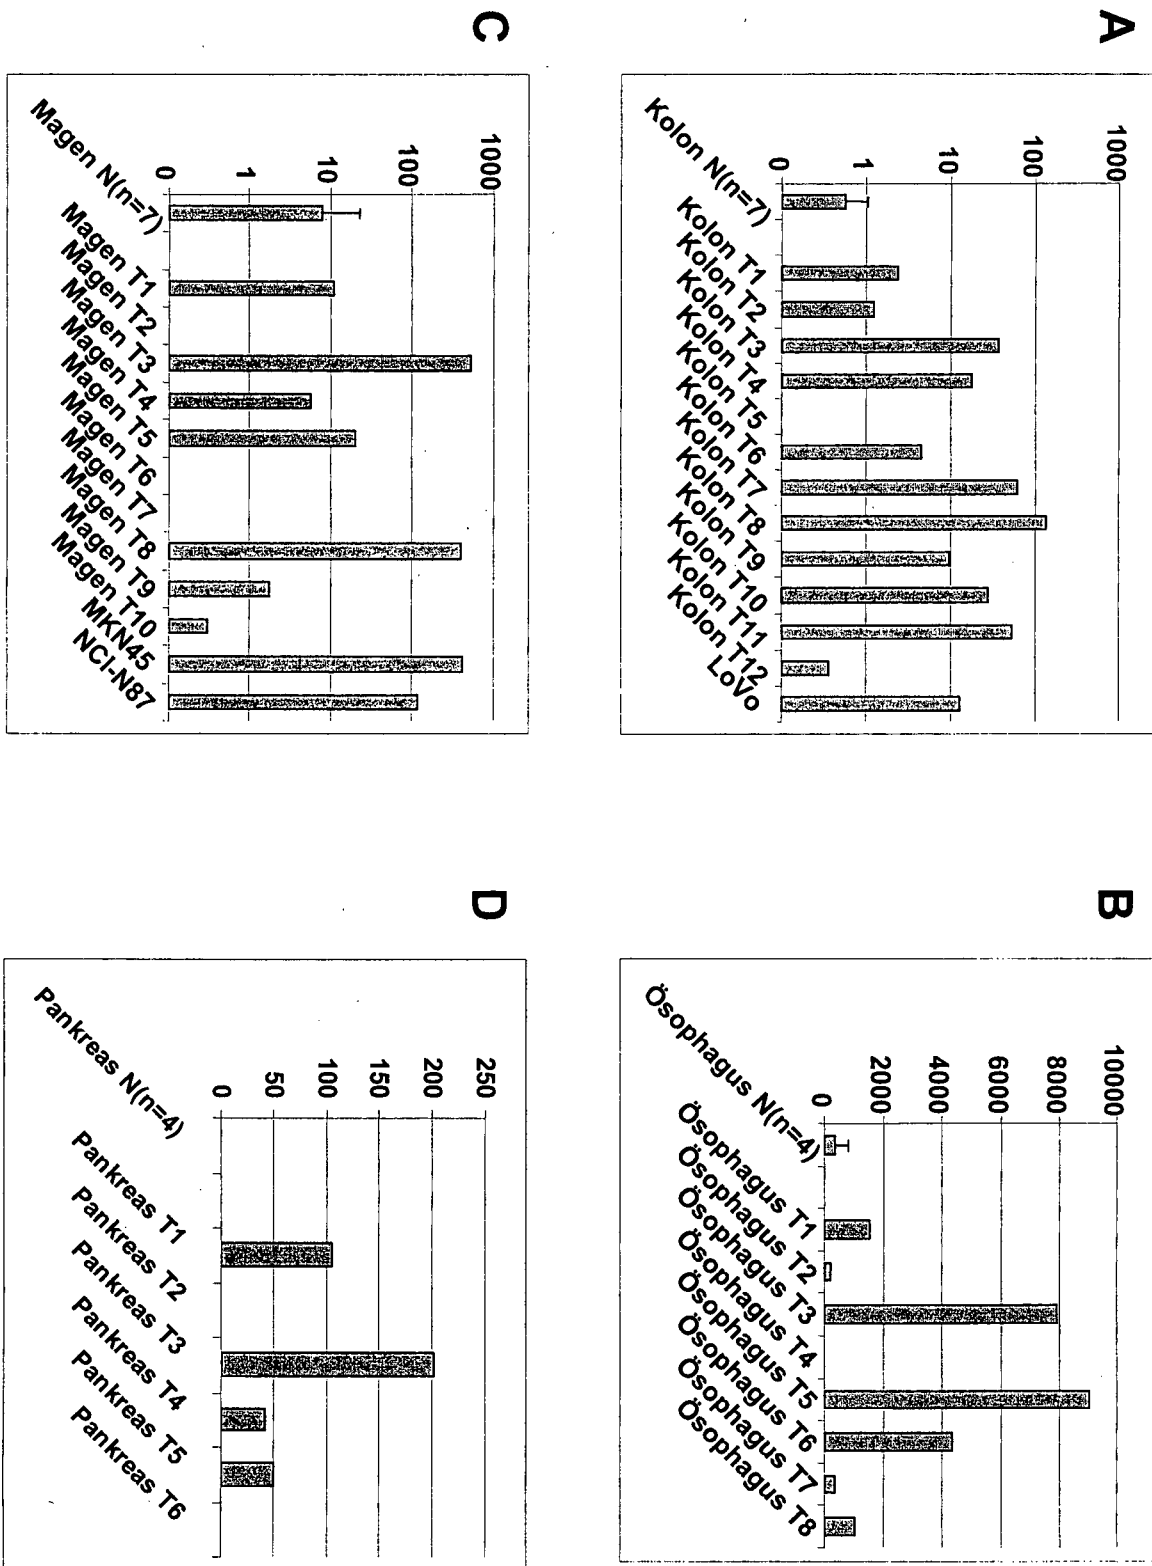 A
1000
100
10
1
0
Kolon N(n=7)
Kolon T1
Kolon T2
Kolon T3
Kolon T4
Kolon T5
Kolon T6
Kolon T7
Kolon T8
Kolon T9
Kolon T10
Kolon T11
Kolon T12
LoVo
B
10000
8000
6000
4000
2000
0
Ösophagus N(n=4)
Ösophagus T1
Ösophagus T2
Ösophagus T3
Ösophagus T4
Ösophagus T5
Ösophagus T6
Ösophagus T7
Ösophagus T8
C
1000
100
10
1
0
Magen N(n=7)
Magen T1
Magen T2
Magen T3
Magen T4
Magen T5
Magen T6
Magen T7
Magen T8
Magen T9
Magen T10
MKN45
NCI-N87
D
250
200
150
100
50
0
Pankreas N(n=4)
Pankreas T1
Pankreas T2
Pankreas T3
Pankreas T4
Pankreas T5
Pankreas T6